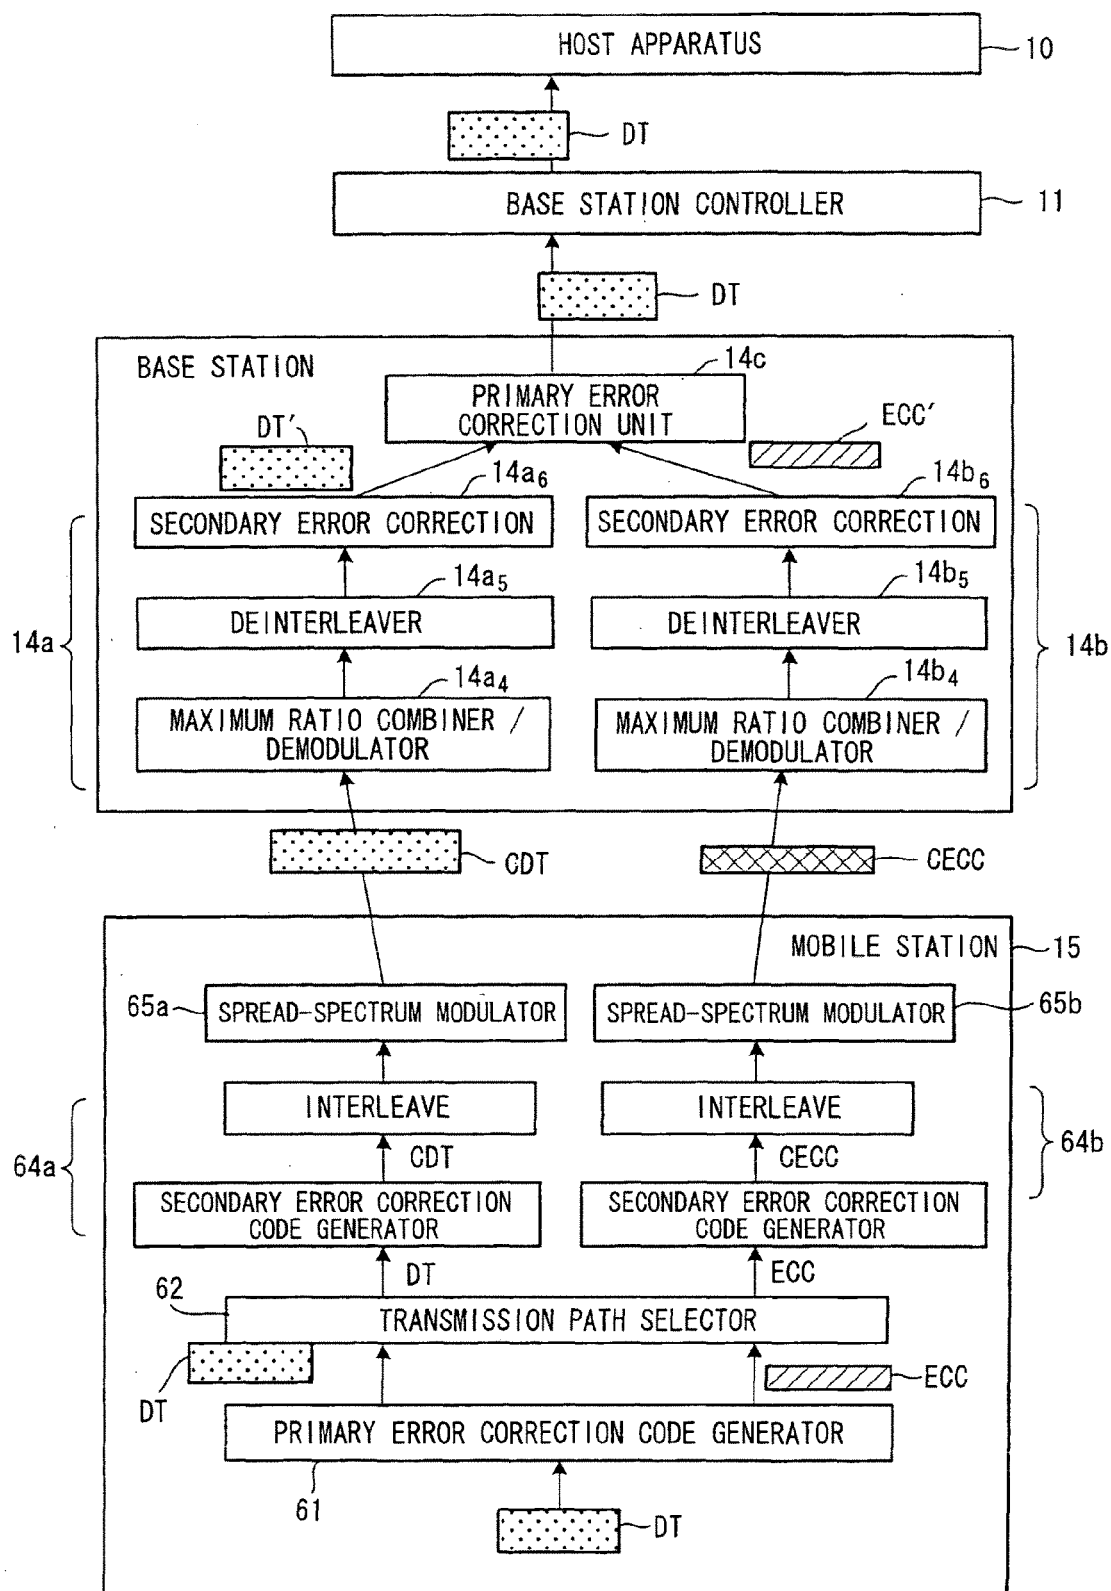 HOST APPARATUS
10
DT
BASE STATION CONTROLLER
11
DT
BASE STATION
14c
PRIMARY ERROR
CORRECTION UNIT
DT'
ECC'
14a6
14b6
SECONDARY ERROR CORRECTION
SECONDARY ERROR CORRECTION
14a5
14b5
DEINTERLEAVER
DEINTERLEAVER
14a
14b
14a4
14b4
MAXIMUM RATIO COMBINER /
DEMODULATOR
MAXIMUM RATIO COMBINER /
DEMODULATOR
CDT
CECC
MOBILE STATION
15
65a
SPREAD-SPECTRUM MODULATOR
SPREAD-SPECTRUM MODULATOR
65b
INTERLEAVE
INTERLEAVE
64a
CDT
CECC
64b
SECONDARY ERROR CORRECTION
CODE GENERATOR
SECONDARY ERROR CORRECTION
CODE GENERATOR
DT
ECC
62
TRANSMISSION PATH SELECTOR
DT
ECC
PRIMARY ERROR CORRECTION CODE GENERATOR
61
DT